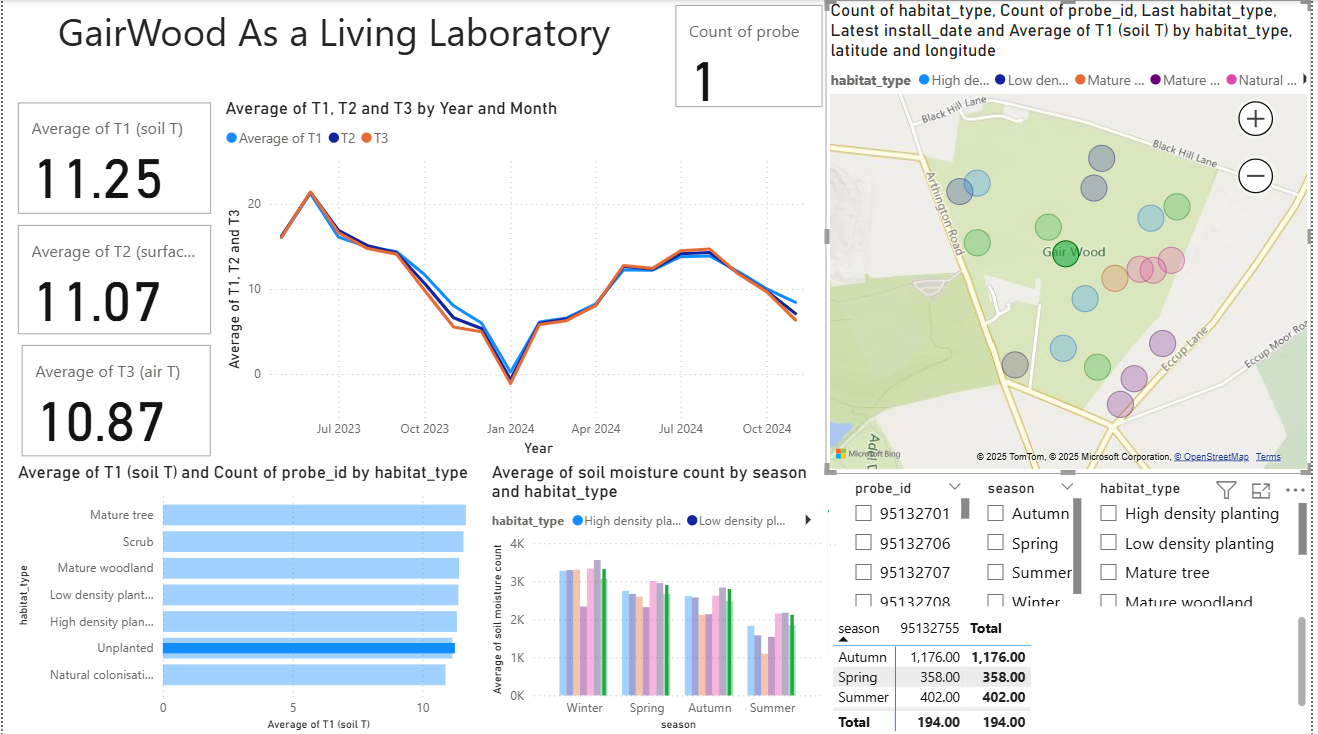 GairWood As a Living Laboratory
Count of probe
1
Count of habitat_type, Count of probe_id, Last habitat_type,
Latest install_date and Average of T1 (soil T) by habitat_type,
latitude and longitude
habitat_type High de... Low den... Mature ... Mature ... Natural ...
Average of T1 (soil T)
11.25
Average of T2 (surfac...
11.07
Average of T3 (air T)
10.87
Average of T1, T2 and T3 by Year and Month
Average of T1 T2 T3
Average of T1, T2 and T3
20
10
0
Jul 2023 Oct 2023 Jan 2024 Apr 2024 Jul 2024 Oct 2024
Year
Black Hill Lane
Black Hill Lane
Arthington Road
Gair Wood
Eccup Lane
Eccup Moor Roa
Adel D
Microsoft Bing
© 2025 TomTom, © 2025 Microsoft Corporation, © OpenStreetMap Terms
Average of T1 (soil T) and Count of probe_id by habitat_type
habitat_type
Mature tree
Scrub
Mature woodland
Low density plant...
High density plan...
Unplanted
Natural colonisati...
0 5 10
Average of T1 (soil T)
Average of soil moisture count by season
and habitat_type
habitat_type High density pla... Low density pl...
Average of soil moisture count
4K
3K
2K
1K
0K
Winter Spring Autumn Summer
season
probe_id
95132701
95132706
95132707
95132708
season
Autumn
Spring
Summer
Winter
habitat_type
High density planting
Low density planting
Mature tree
Mature woodland
season 95132755 Total
Autumn 1,176.00 1,176.00
Spring 358.00 358.00
Summer 402.00 402.00
Total 194.00 194.00